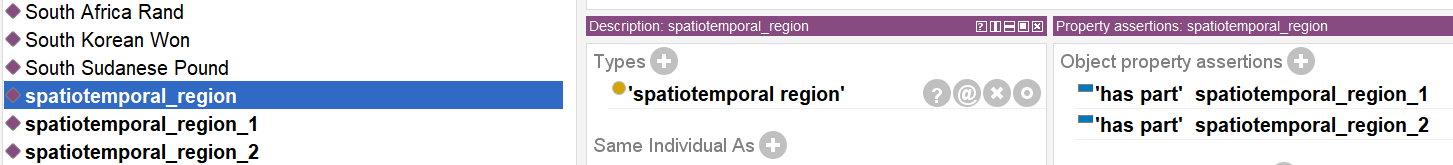 South Africa Rand
South Korean Won
South Sudanese Pound
spatiotemporal_region
spatiotemporal_region_1
spatiotemporal_region_2
Description: spatiotemporal_region
Types
'spatiotemporal region'
Same Individual As
Property assertions: spatiotemporal_region
Object property assertions
'has part' spatiotemporal_region_1
'has part' spatiotemporal_region_2